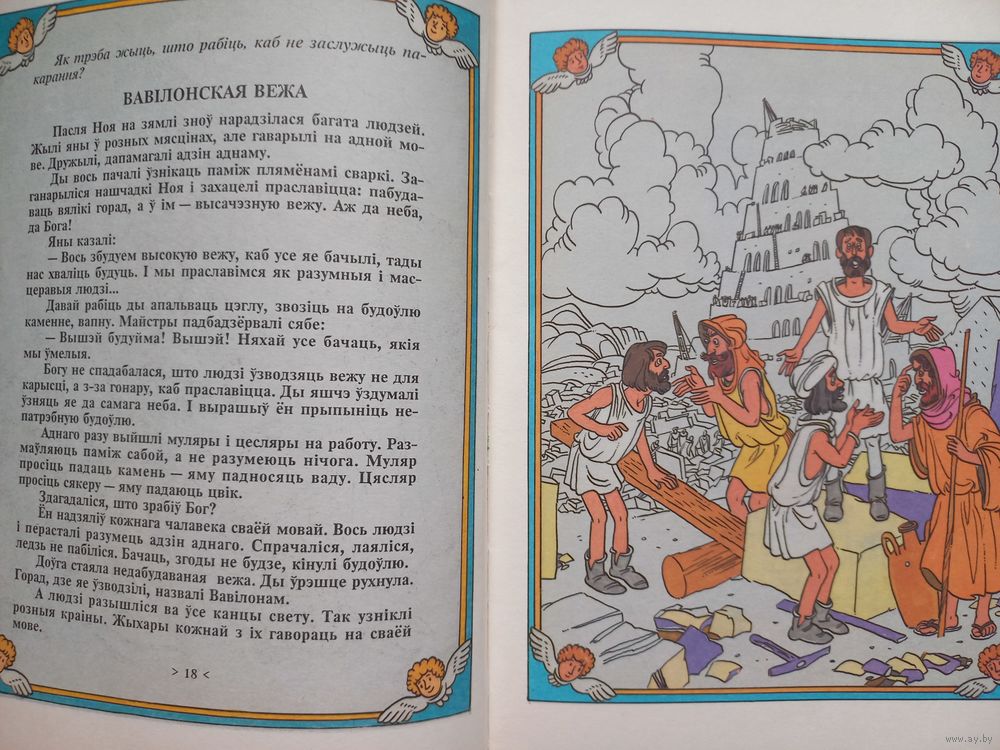 Як трэба жыць, што рабіць, каб не заслужыць па-
карання?
ВАВІЛОНСКАЯ ВЕЖА
Пасля Ноя на зямлі зноў нарадзілася багата людзей.
Жылі яны ў розных мясцінах, але гаварылі на адной мо-
ве. Дружылі, дапамагалі адзін аднаму.
Ды вось пачалі ўзнікаць паміж плямёнамі сваркі. За-
ганарыліся нашчадкі Ноя і захацелі праславіцца: пабуда-
ваць вялікі горад, а ў ім — высачэзную вежу. Аж да неба,
да Бога!
Яны казалі:
— Вось збудуем высокую вежу, каб усе яе бачылі, тады
нас хваліць будуць. І мы праславімся як разумныя і мас-
церавыя людзі...
Давай рабіць ды апальваць цэглу, звозіць на будоўлю
каменне, вапну. Майстры падбадзёрвалі сябе:
— Вышэй будуйма! Вышэй! Няхай усе бачаць, якія
мы ўмелыя.
Богу не спадабалася, што людзі ўзводзяць вежу не для
карысці, а з-за гонару, каб праславіцца. Ды яшчэ ўздумалі
ўзняць яе да самага неба. І вырашыў ён прыпыніць не-
патрэбную будоўлю.
Аднаго разу выйшлі муляры і цесляры на работу. Раз-
маўляюць паміж сабой, а не разумеюць нічога. Муляр
просіць падаць камень — яму падносяць ваду. Цясляр
просіць сякеру — яму падаюць цвік.
Здагадаліся, што зрабіў Бог?
Ён надзяліў кожнага чалавека сваёй мовай. Вось людзі
і перасталі разумець адзін аднаго. Спрачаліся, лаяліся,
ледзь не пабіліся. Бачаць, згоды не будзе, кінулі будоўлю.
Доўга стаяла недабудаваная вежа. Ды ўрэшце рухнула.
Горад, дзе яе ўзводзілі, назвалі Вавілонам.
А людзі разышліся ва ўсе канцы свету. Так узніклі
розныя краіны. Жыхары кожнай з іх гавораць на сваёй
мове.
> 18 <
www.ay.by